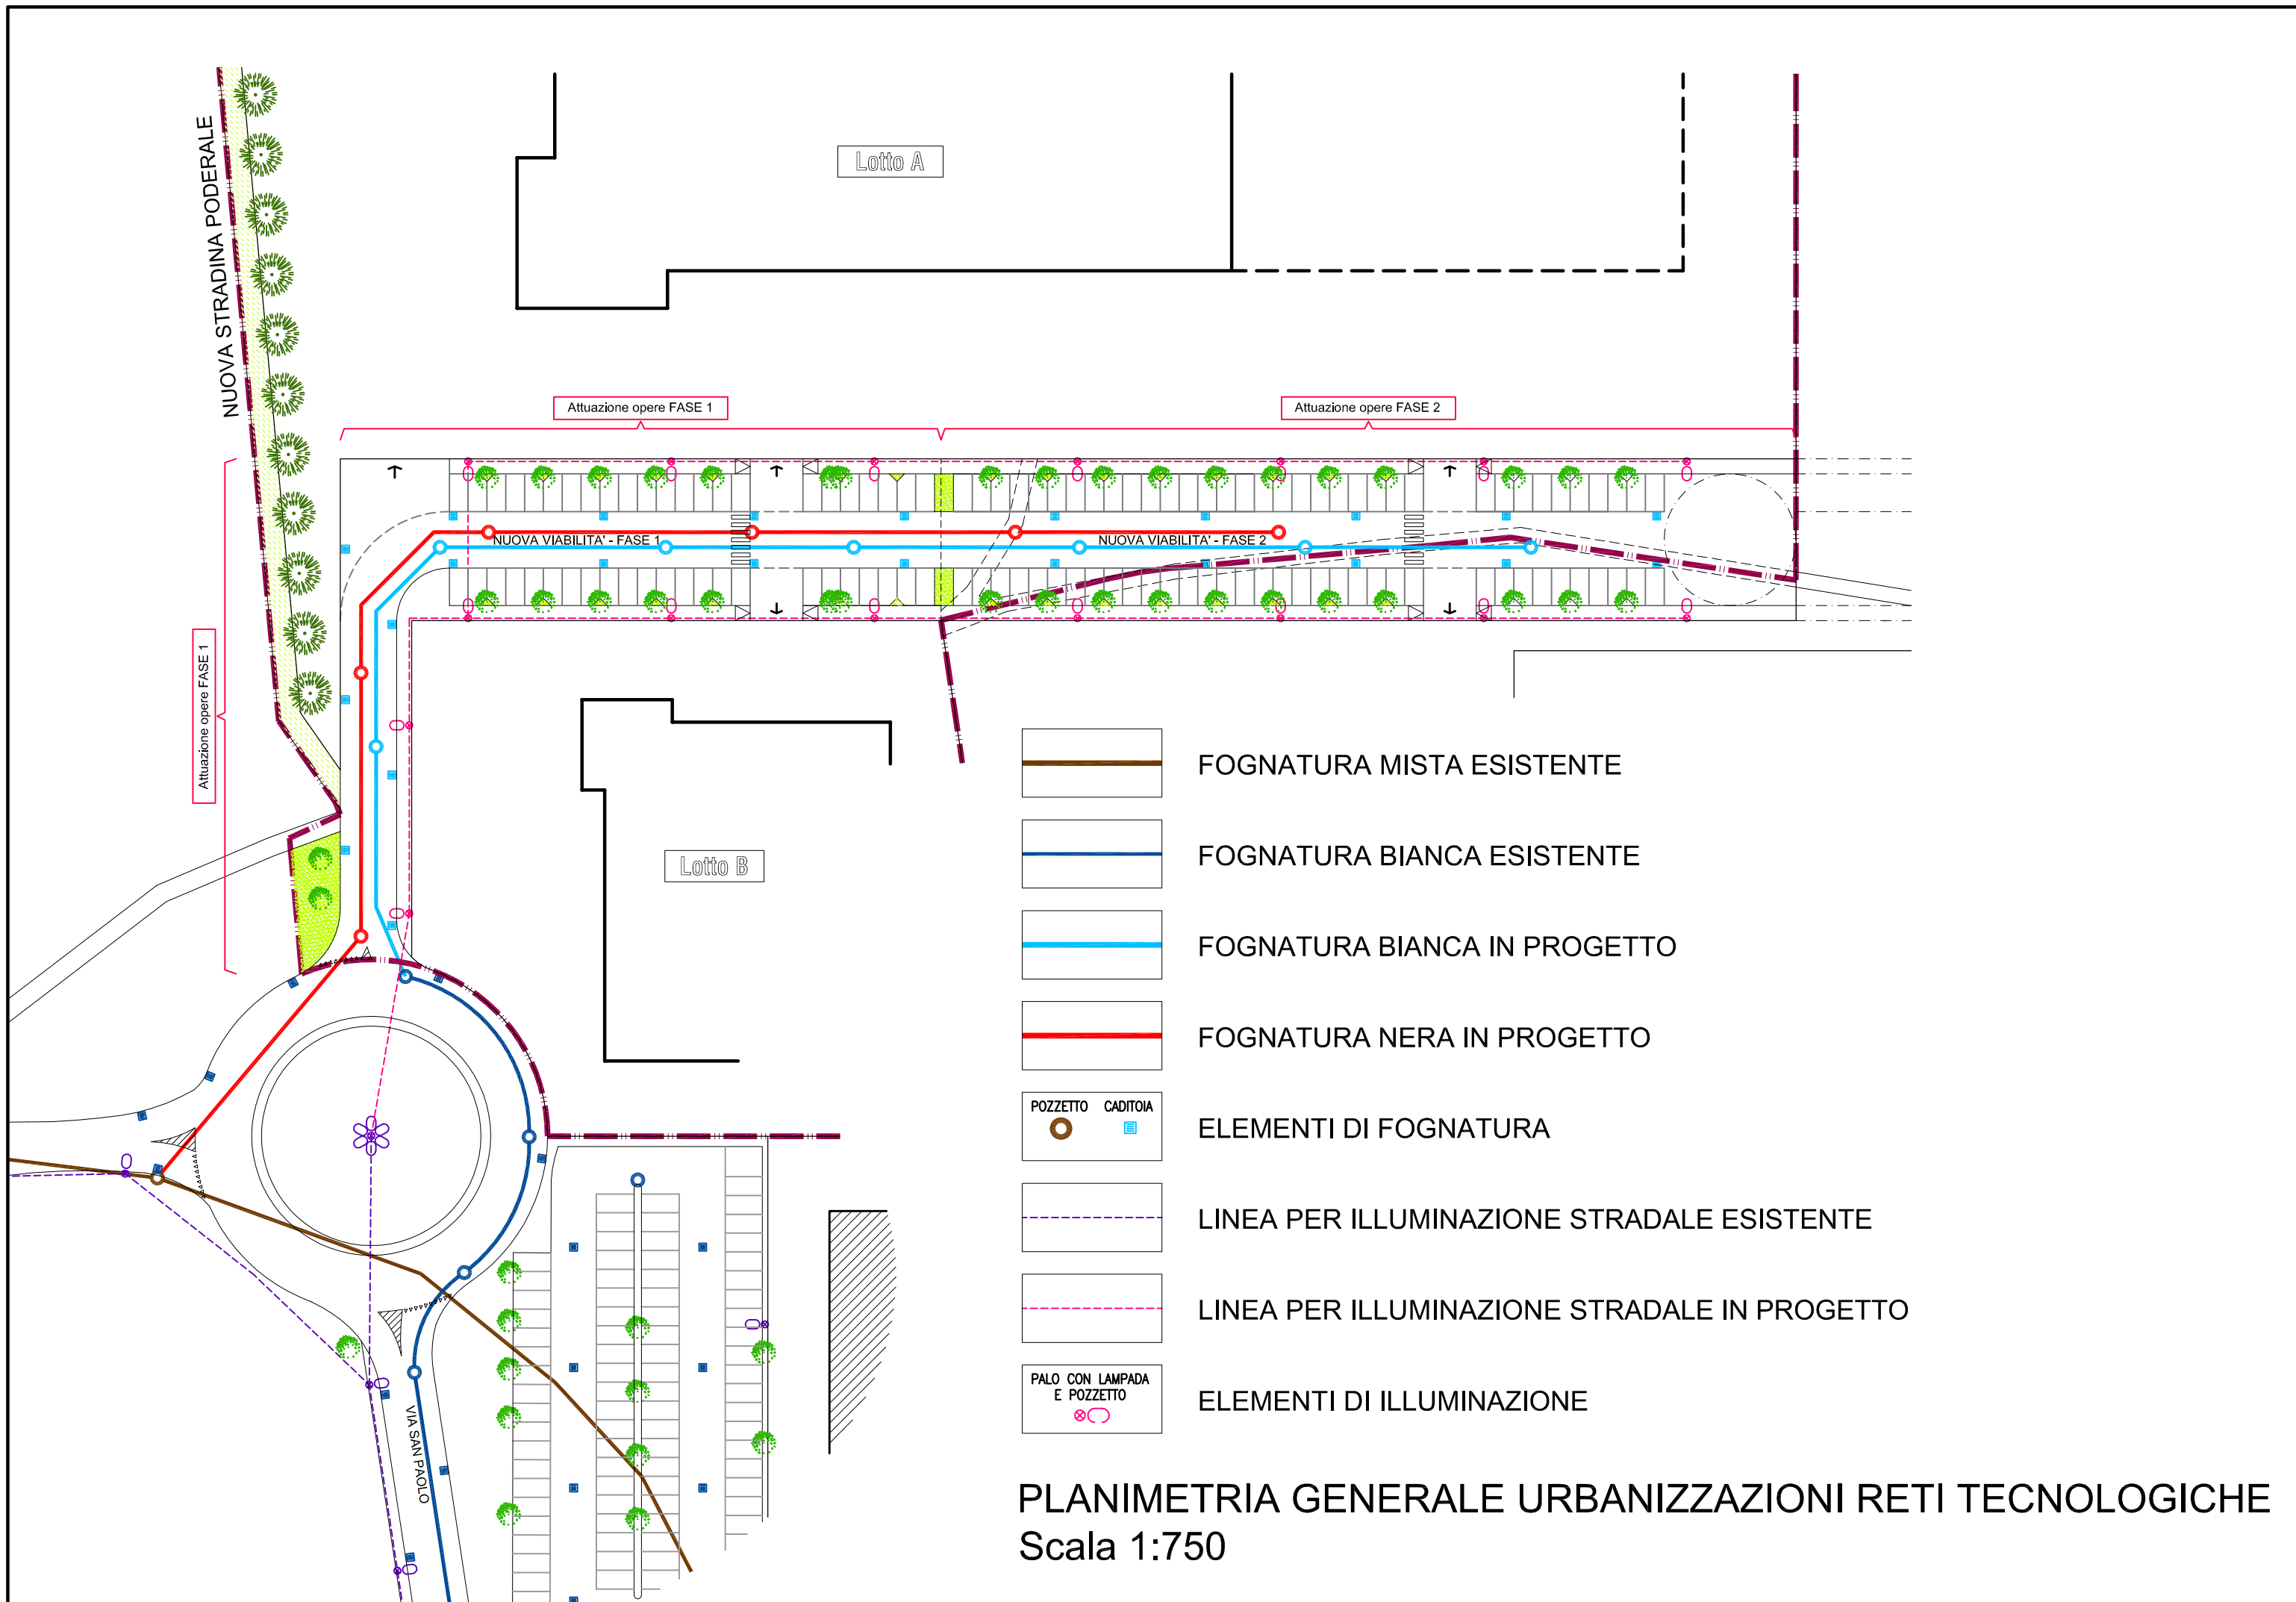 NUOVA STRADINA PODERALE
Lotto A
Attuazione opere FASE 1
Attuazione opere FASE 2
NUOVA VIABILITA' - FASE 1
NUOVA VIABILITA' - FASE 2
Attuazione opere FASE 1
Lotto B
FOGNATURA MISTA ESISTENTE
FOGNATURA BIANCA ESISTENTE
FOGNATURA BIANCA IN PROGETTO
FOGNATURA NERA IN PROGETTO
POZZETTO CADITOIA
ELEMENTI DI FOGNATURA
LINEA PER ILLUMINAZIONE STRADALE ESISTENTE
LINEA PER ILLUMINAZIONE STRADALE IN PROGETTO
PALO CON LAMPADA
E POZZETTO
ELEMENTI DI ILLUMINAZIONE
VIA SAN PAOLO
PLANIMETRIA GENERALE URBANIZZAZIONI RETI TECNOLOGICHE
Scala 1:750